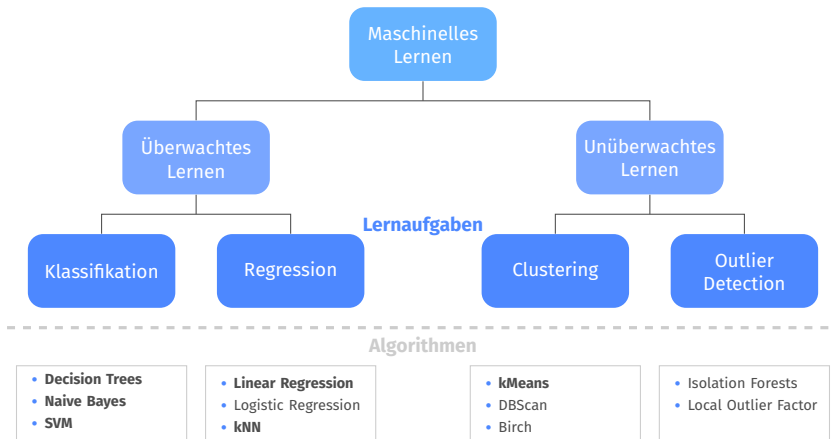 Maschinelles
Lernen
Überwachtes
Lernen
Unüberwachtes
Lernen
Lernaufgaben
Klassifikation
Regression
Clustering
Outlier
Detection
Algorithmen
• Decision Trees
• Naive Bayes
• SVM
• Linear Regression
• Logistic Regression
• kNN
• kMeans
• DBScan
• Birch
• Isolation Forests
• Local Outlier Factor